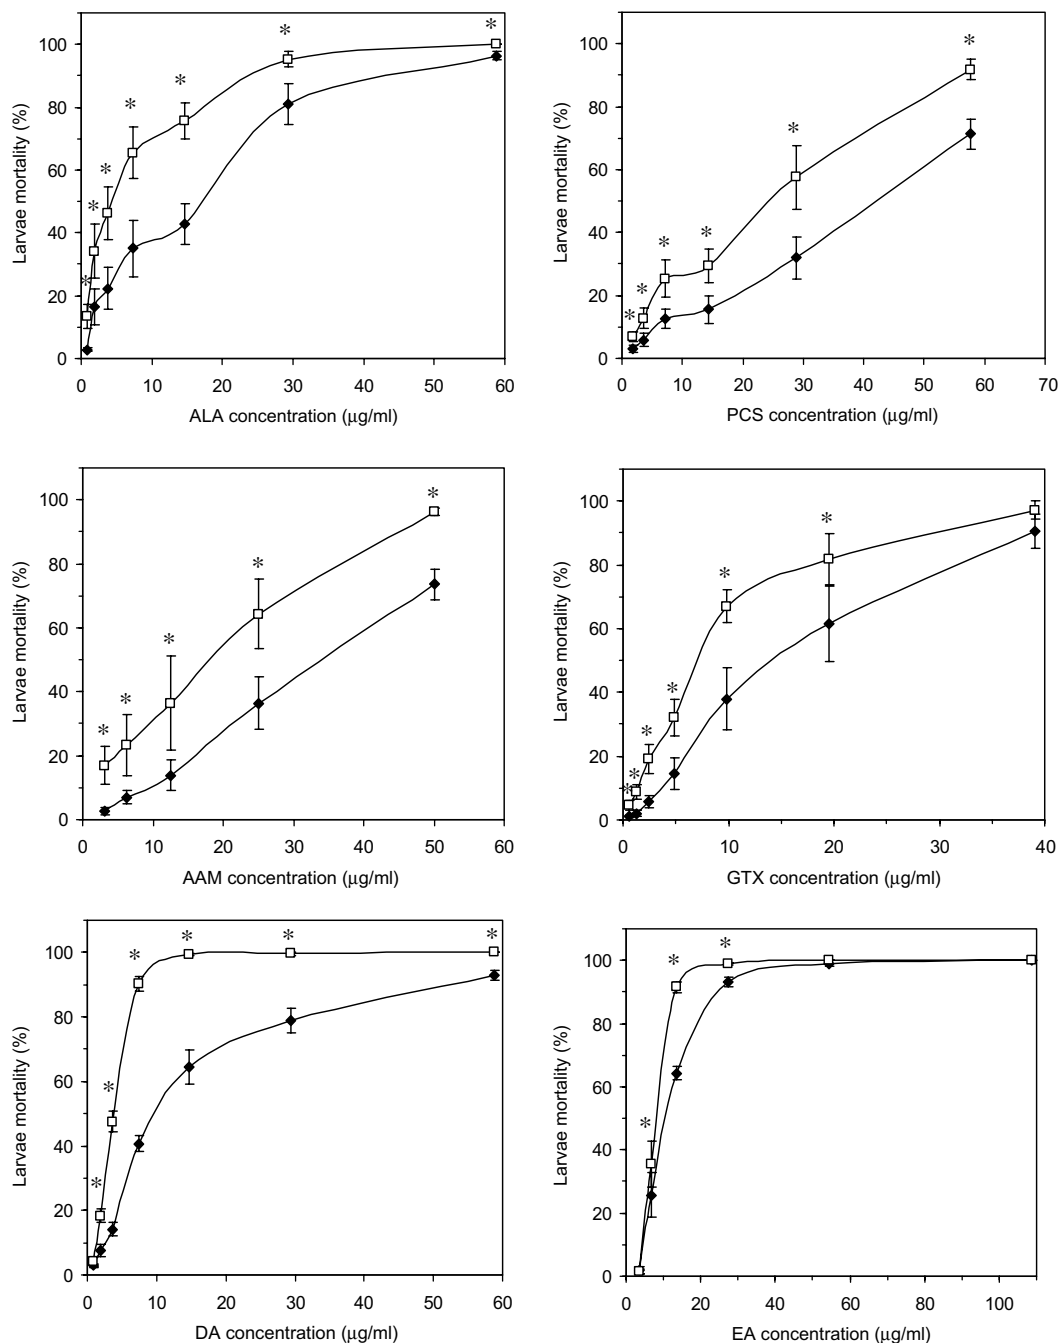 * * * * * * *
100
80
60
40
20
0
Larvae mortality (%)
0 10 20 30 40 50 60
ALA concentration (µg/ml)
* * * * * *
100
80
60
40
20
0
Larvae mortality (%)
0 10 20 30 40 50 60 70
PCS concentration (µg/ml)
* * * * *
100
80
60
40
20
0
Larvae mortality (%)
0 10 20 30 40 50 60
AAM concentration (µg/ml)
* * * * * *
100
80
60
40
20
0
Larvae mortality (%)
0 10 20 30 40
GTX concentration (µg/ml)
* * * * * *
100
80
60
40
20
0
Larvae mortality (%)
0 10 20 30 40 50 60
DA concentration (µg/ml)
* * *
100
80
60
40
20
0
Larvae mortality (%)
0 20 40 60 80 100
EA concentration (µg/ml)